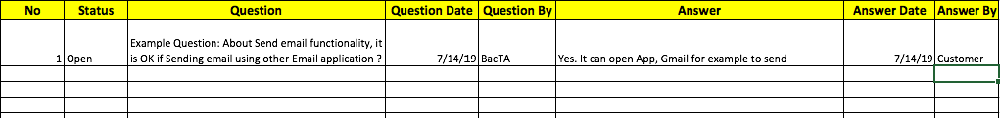 No Status Question Question Date Question By Answer Answer Date Answer By
Example Question: About Send email functionality, it
1 Open is OK if Sending email using other Email application ? 7/14/19 BacTA Yes. It can open App, Gmail for example to send 7/14/19 Customer